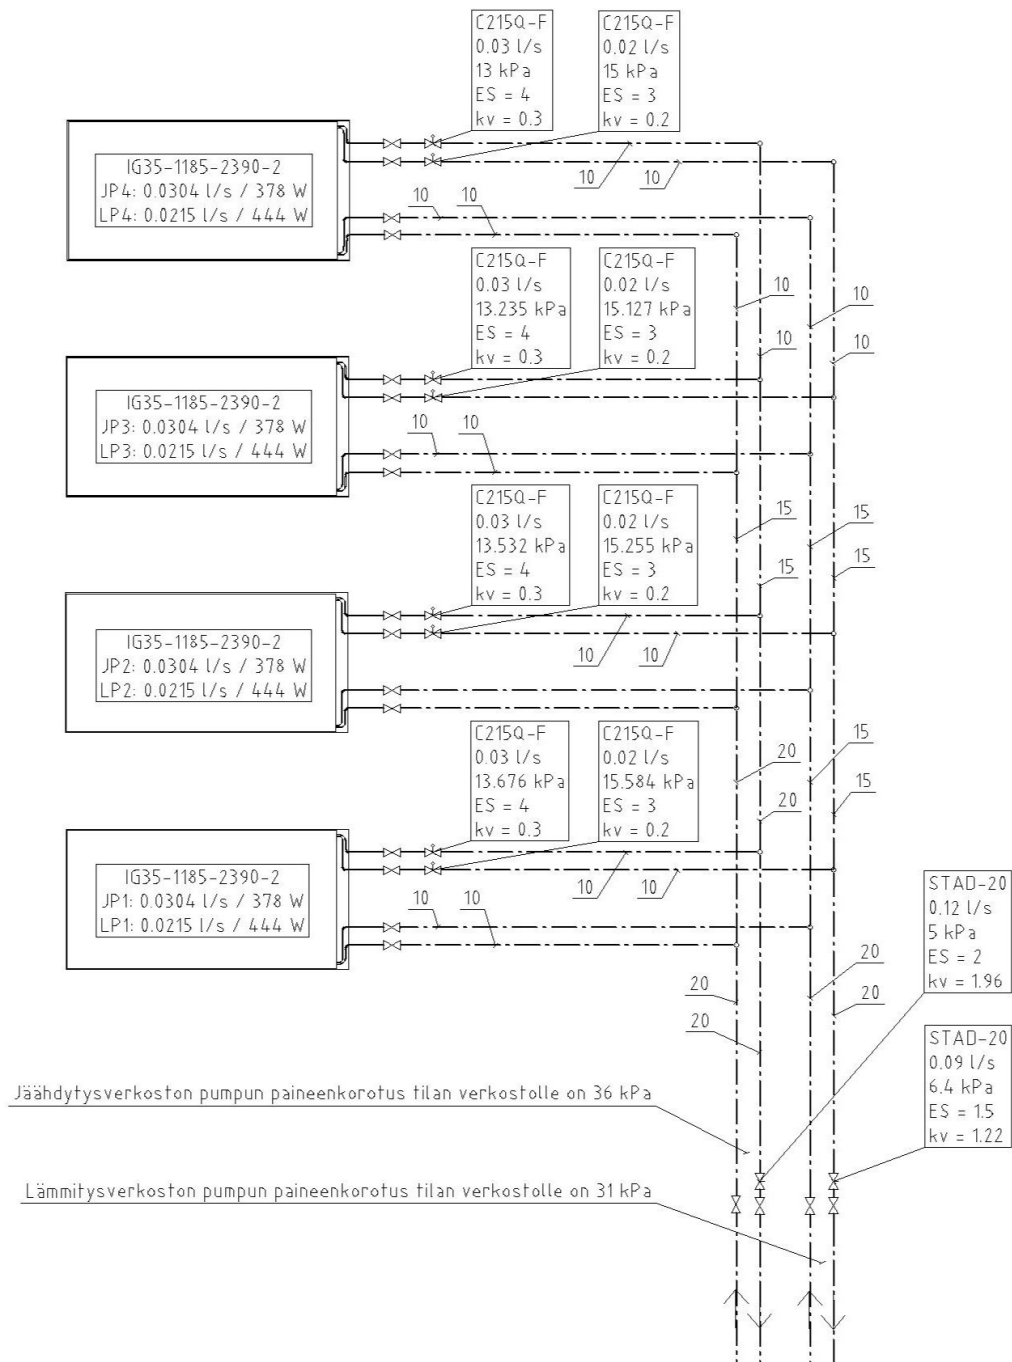 C215Q-F
0.03 l/s
13 kPa
ES = 4
kv = 0.3
C215Q-F
0.02 l/s
15 kPa
ES = 3
kv = 0.2
IG35-1185-2390-2
JP4: 0.0304 l/s / 378 W
LP4: 0.0215 l/s / 444 W
10
10
10
10
C215Q-F
0.03 l/s
13.235 kPa
ES = 4
kv = 0.3
C215Q-F
0.02 l/s
15.127 kPa
ES = 3
kv = 0.2
10
10
10
10
IG35-1185-2390-2
JP3: 0.0304 l/s / 378 W
LP3: 0.0215 l/s / 444 W
10
10
C215Q-F
0.03 l/s
13.532 kPa
ES = 4
kv = 0.3
C215Q-F
0.02 l/s
15.255 kPa
ES = 3
kv = 0.2
15
15
15
15
IG35-1185-2390-2
JP2: 0.0304 l/s / 378 W
LP2: 0.0215 l/s / 444 W
10
10
C215Q-F
0.03 l/s
13.676 kPa
ES = 4
kv = 0.3
C215Q-F
0.02 l/s
15.584 kPa
ES = 3
kv = 0.2
20
15
15
20
IG35-1185-2390-2
JP1: 0.0304 l/s / 378 W
LP1: 0.0215 l/s / 444 W
10
10
10
10
STAD-20
0.12 l/s
5 kPa
ES = 2
kv = 1.96
20
20
20
20
STAD-20
0.09 l/s
6.4 kPa
ES = 1.5
kv = 1.22
Jäähdytysverkoston pumpun paineenkorotus tilan verkostolle on 36 kPa
Lämmitysverkoston pumpun paineenkorotus tilan verkostolle on 31 kPa